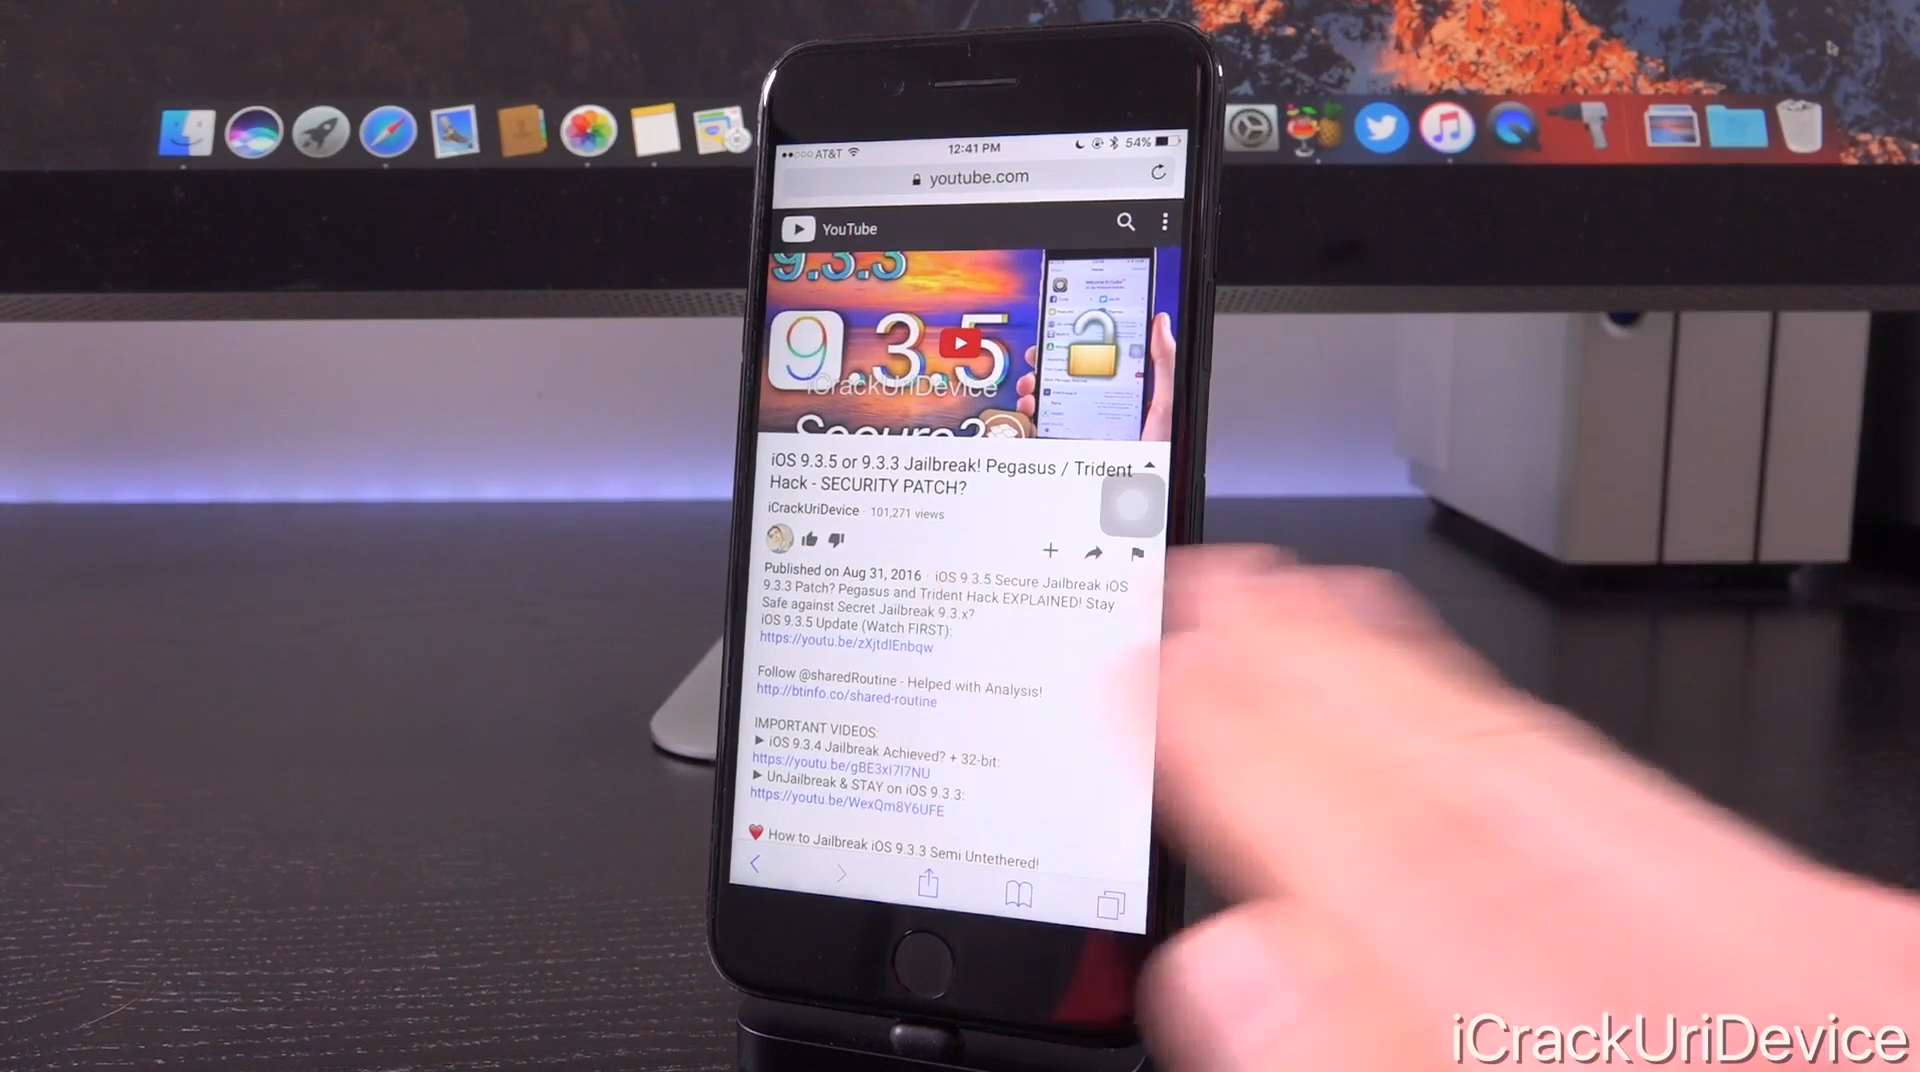 AT&T 12:41 PM 54%
youtube.com
YouTube
9.3.3
9.3.5
iCrackUriDevice
Secure?
iOS 9.3.5 or 9.3.3 Jailbreak! Pegasus / Trident
Hack - SECURITY PATCH?
iCrackUriDevice · 101,271 views
Published on Aug 31, 2016 · iOS 9.3.5 Secure Jailbreak iOS
9.3.3 Patch? Pegasus and Trident Hack EXPLAINED! Stay
Safe against Secret Jailbreak 9.3.x?
iOS 9.3.5 Update (Watch FIRST):
https://youtu.be/zXjtdIEnbqw
Follow @sharedRoutine - Helped with Analysis!
http://btinfo.co/shared-routine
IMPORTANT VIDEOS:
► iOS 9.3.4 Jailbreak Achieved? + 32-bit:
https://youtu.be/gBE3xI7l7NU
► UnJailbreak & STAY on iOS 9.3.3:
https://youtu.be/WexQm8Y6UFE
❤ How to Jailbreak iOS 9.3.3 Semi Untethered!
iCrackUriDevice